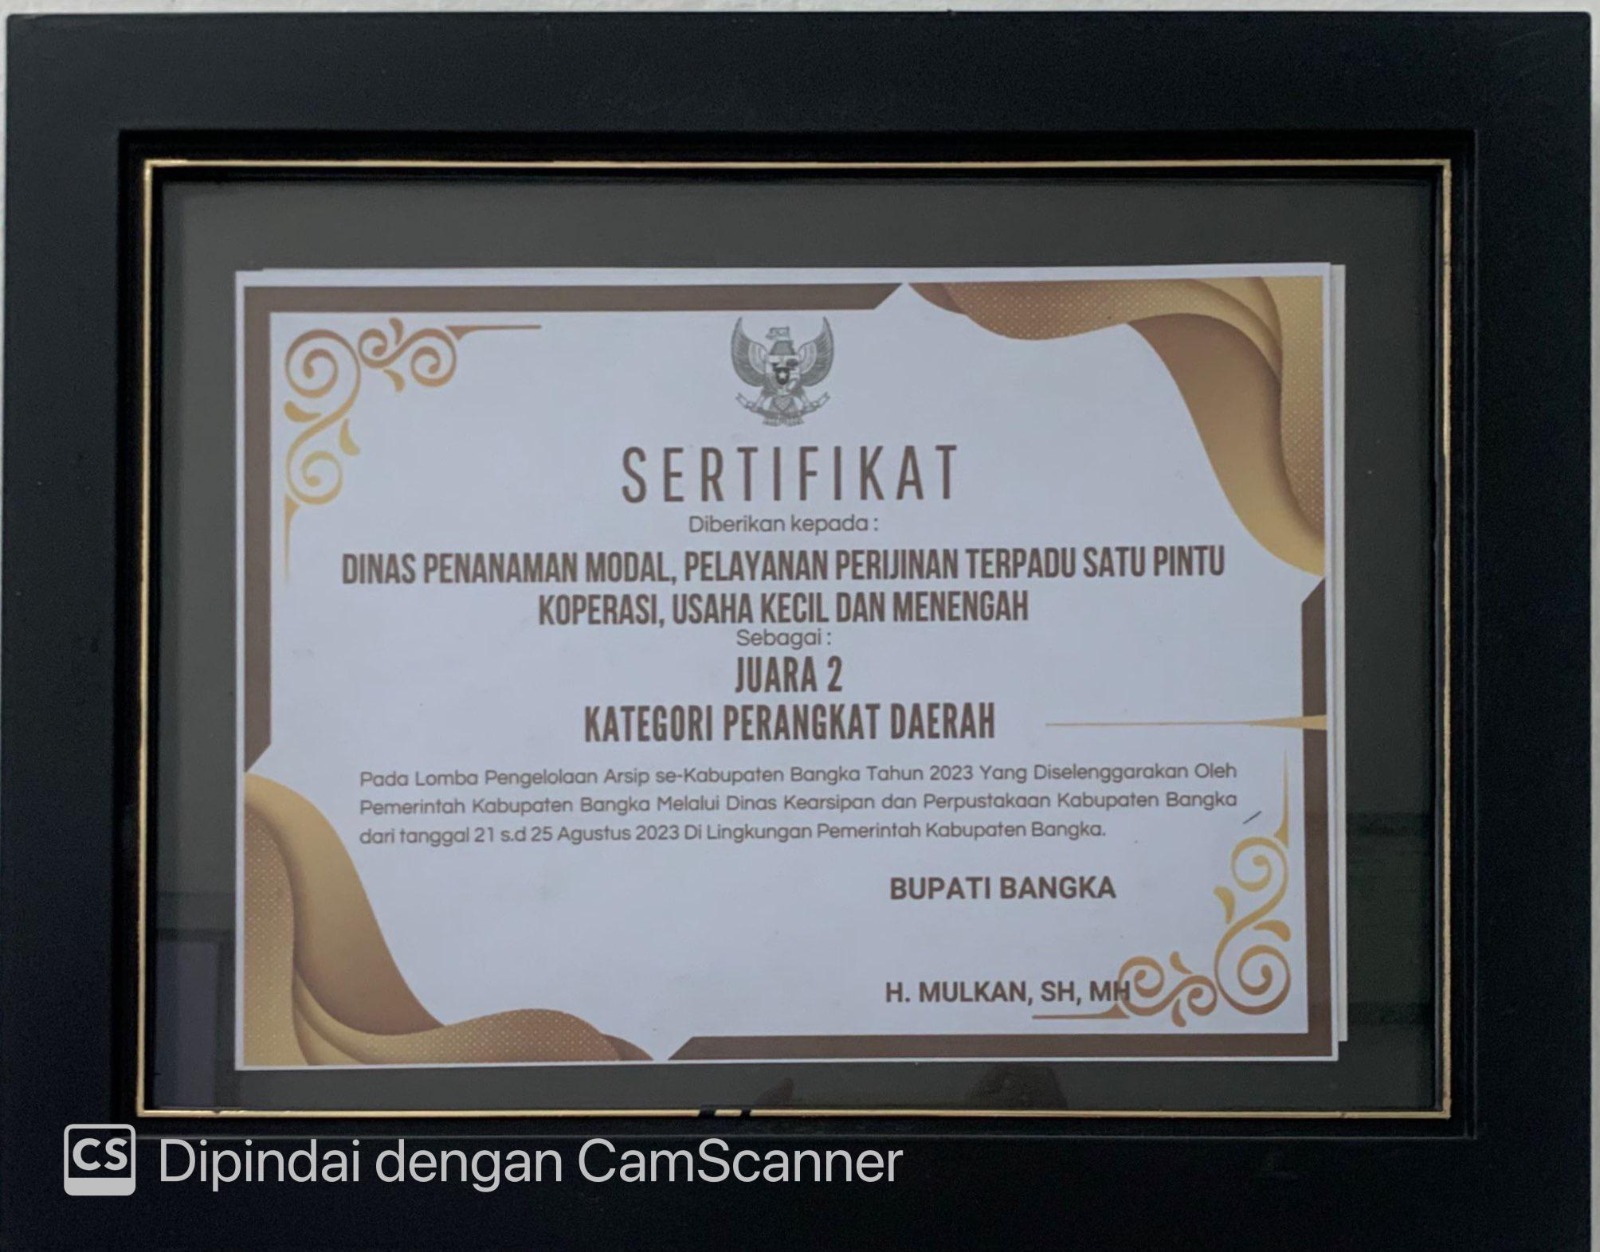 SERTIFIKAT
Diberikan kepada :
DINAS PENANAMAN MODAL, PELAYANAN PERIJINAN TERPADU SATU PINTU
KOPERASI, USAHA KECIL DAN MENENGAH
Sebagai :
JUARA 2
KATEGORI PERANGKAT DAERAH
Pada Lomba Pengelolaan Arsip se-Kabupaten Bangka Tahun 2023 Yang Diselenggarakan Oleh
Pemerintah Kabupaten Bangka Melalui Dinas Kearsipan dan Perpustakaan Kabupaten Bangka
dari tanggal 21 s.d 25 Agustus 2023 Di Lingkungan Pemerintah Kabupaten Bangka.
BUPATI BANGKA
H. MULKAN, SH, MH
CS Dipindai dengan CamScanner